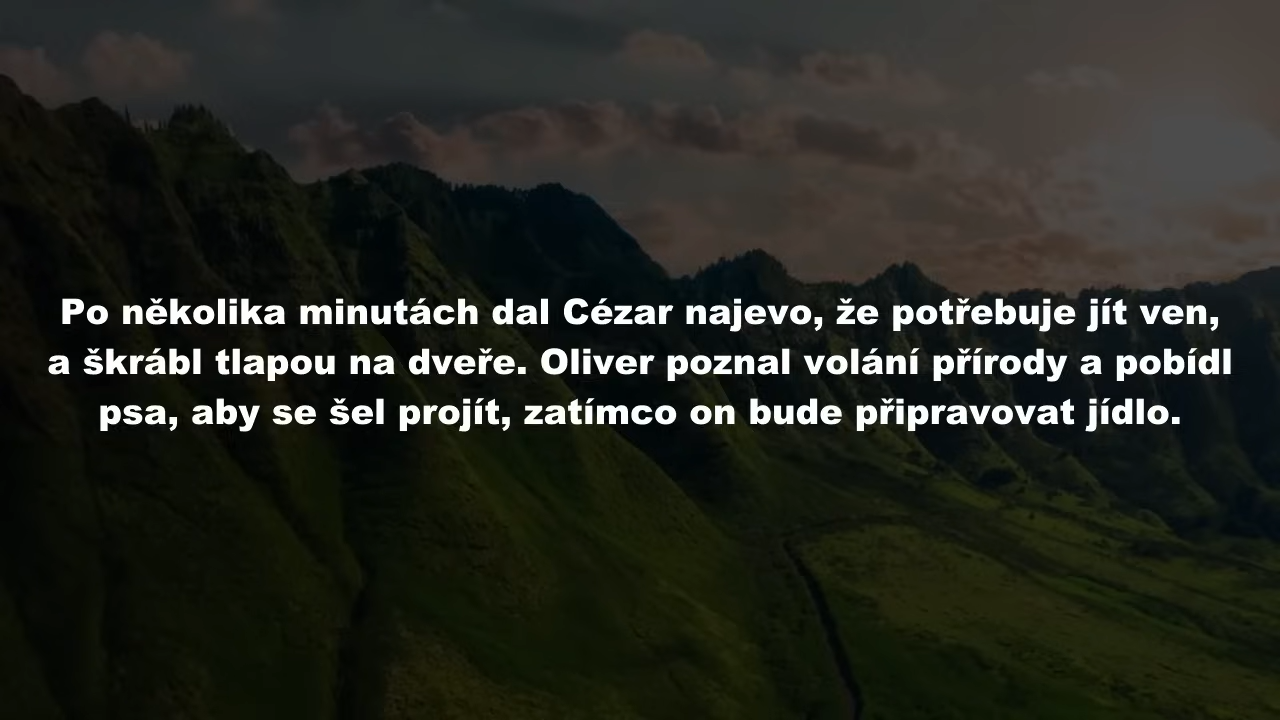 Po několika minutách dal Cézar najevo, že potřebuje jít ven,
a škrábl tlapou na dveře. Oliver poznal volání přírody a pobídl
psa, aby se šel projít, zatímco on bude připravovat jídlo.